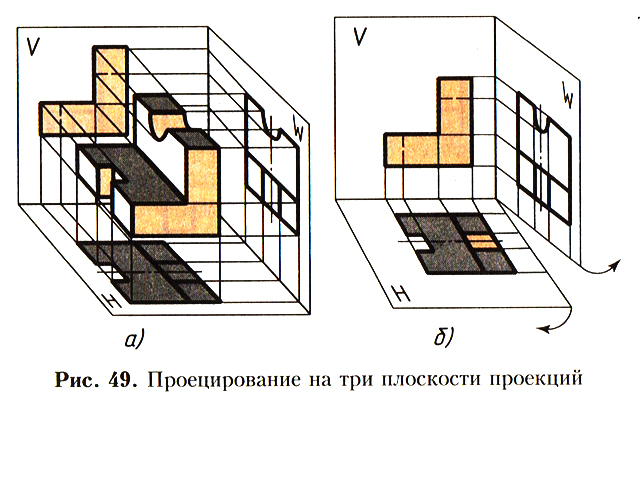 V
W
H
а)
V
W
H
б)
Рис. 49. Проецирование на три плоскости проекций